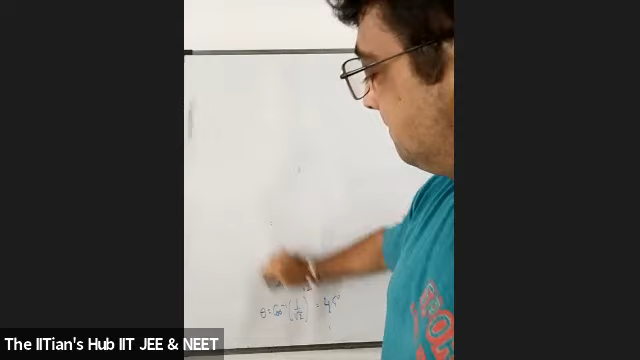 θ = cos⁻¹ (1/√2) = 45°
The IITian's Hub IIT JEE & NEET